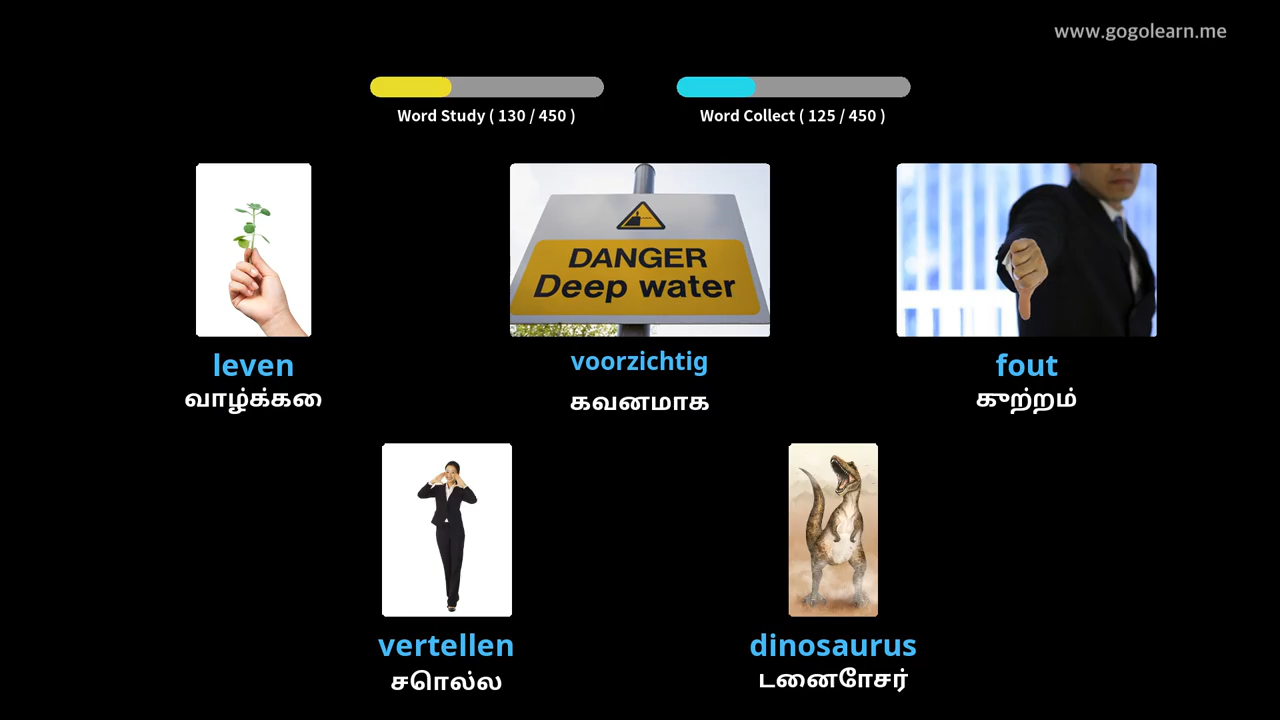 www.gogolearn.me
Word Study ( 130 / 450 )
Word Collect ( 125 / 450 )
DANGER
Deep water
leven
voorzichtig
fout
வாழ்க்கை
கவனமாக
குற்றம்
vertellen
dinosaurus
சொல்ல
டைனோசர்